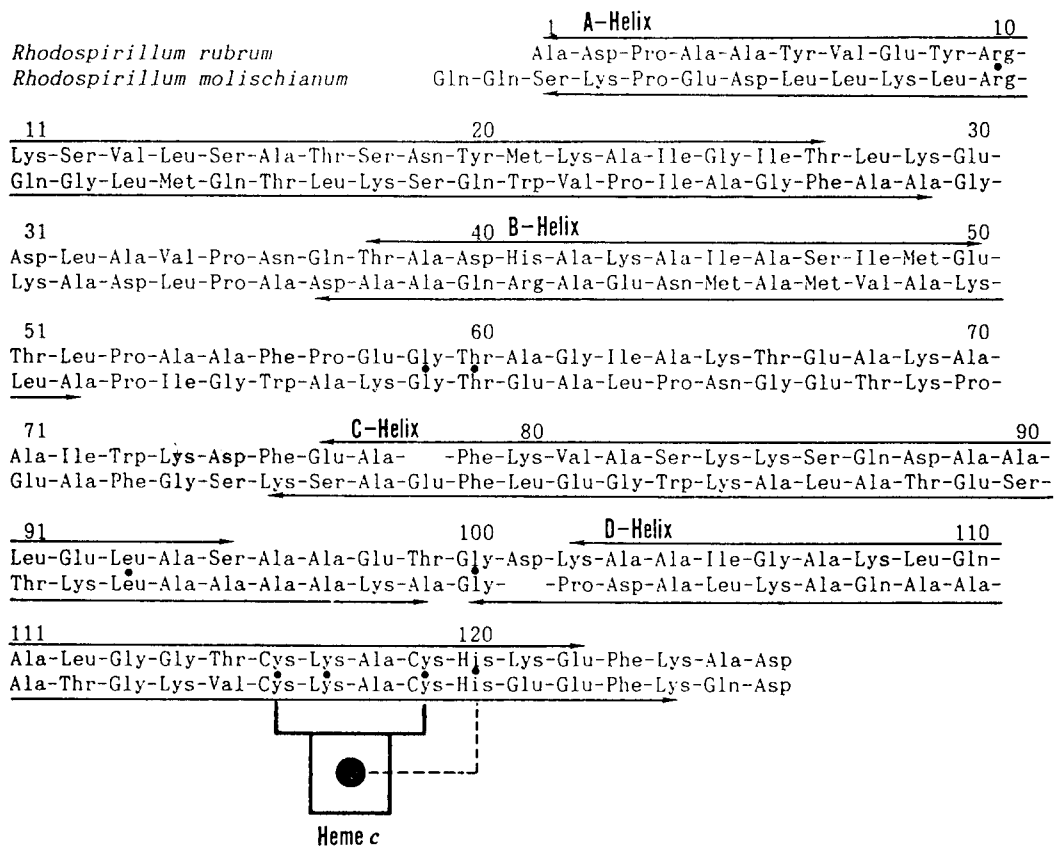 1 A-Helix 10
Rhodospirillum rubrum Ala-Asp-Pro-Ala-Ala-Tyr-Val-Glu-Tyr-Arg-
Rhodospirillum molischianum Gln-Gln-Ser-Lys-Pro-Glu-Asp-Leu-Leu-Lys-Leu-Arg-
11 20 30
Lys-Ser-Val-Leu-Ser-Ala-Thr-Ser-Asn-Tyr-Met-Lys-Ala-Ile-Gly-Ile-Thr-Leu-Lys-Glu-
Gln-Gly-Leu-Met-Gln-Thr-Leu-Lys-Ser-Gln-Trp-Val-Pro-Ile-Ala-Gly-Phe-Ala-Ala-Gly-
31 40 B-Helix 50
Asp-Leu-Ala-Val-Pro-Asn-Gln-Thr-Ala-Asp-His-Ala-Lys-Ala-Ile-Ala-Ser-Ile-Met-Glu-
Lys-Ala-Asp-Leu-Pro-Ala-Asp-Ala-Ala-Gln-Arg-Ala-Glu-Asn-Met-Ala-Met-Val-Ala-Lys-
51 60 70
Thr-Leu-Pro-Ala-Ala-Phe-Pro-Glu-Gly-Thr-Ala-Gly-Ile-Ala-Lys-Thr-Glu-Ala-Lys-Ala-
Leu-Ala-Pro-Ile-Gly-Trp-Ala-Lys-Gly-Thr-Glu-Ala-Leu-Pro-Asn-Gly-Glu-Thr-Lys-Pro-
71 C-Helix 80 90
Ala-Ile-Trp-Lys-Asp-Phe-Glu-Ala- -Phe-Lys-Val-Ala-Ser-Lys-Lys-Ser-Gln-Asp-Ala-Ala-
Glu-Ala-Phe-Gly-Ser-Lys-Ser-Ala-Glu-Phe-Leu-Glu-Gly-Trp-Lys-Ala-Leu-Ala-Thr-Glu-Ser-
91 100 D-Helix 110
Leu-Glu-Leu-Ala-Ser-Ala-Ala-Glu-Thr-Gly-Asp-Lys-Ala-Ala-Ile-Gly-Ala-Lys-Leu-Gln-
Thr-Lys-Leu-Ala-Ala-Ala-Ala-Lys-Ala-Gly- -Pro-Asp-Ala-Leu-Lys-Ala-Gln-Ala-Ala-
111 120
Ala-Leu-Gly-Gly-Thr-Cys-Lys-Ala-Cys-His-Lys-Glu-Phe-Lys-Ala-Asp
Ala-Thr-Gly-Lys-Val-Cys-Lys-Ala-Cys-His-Glu-Glu-Phe-Lys-Gln-Asp
Heme c